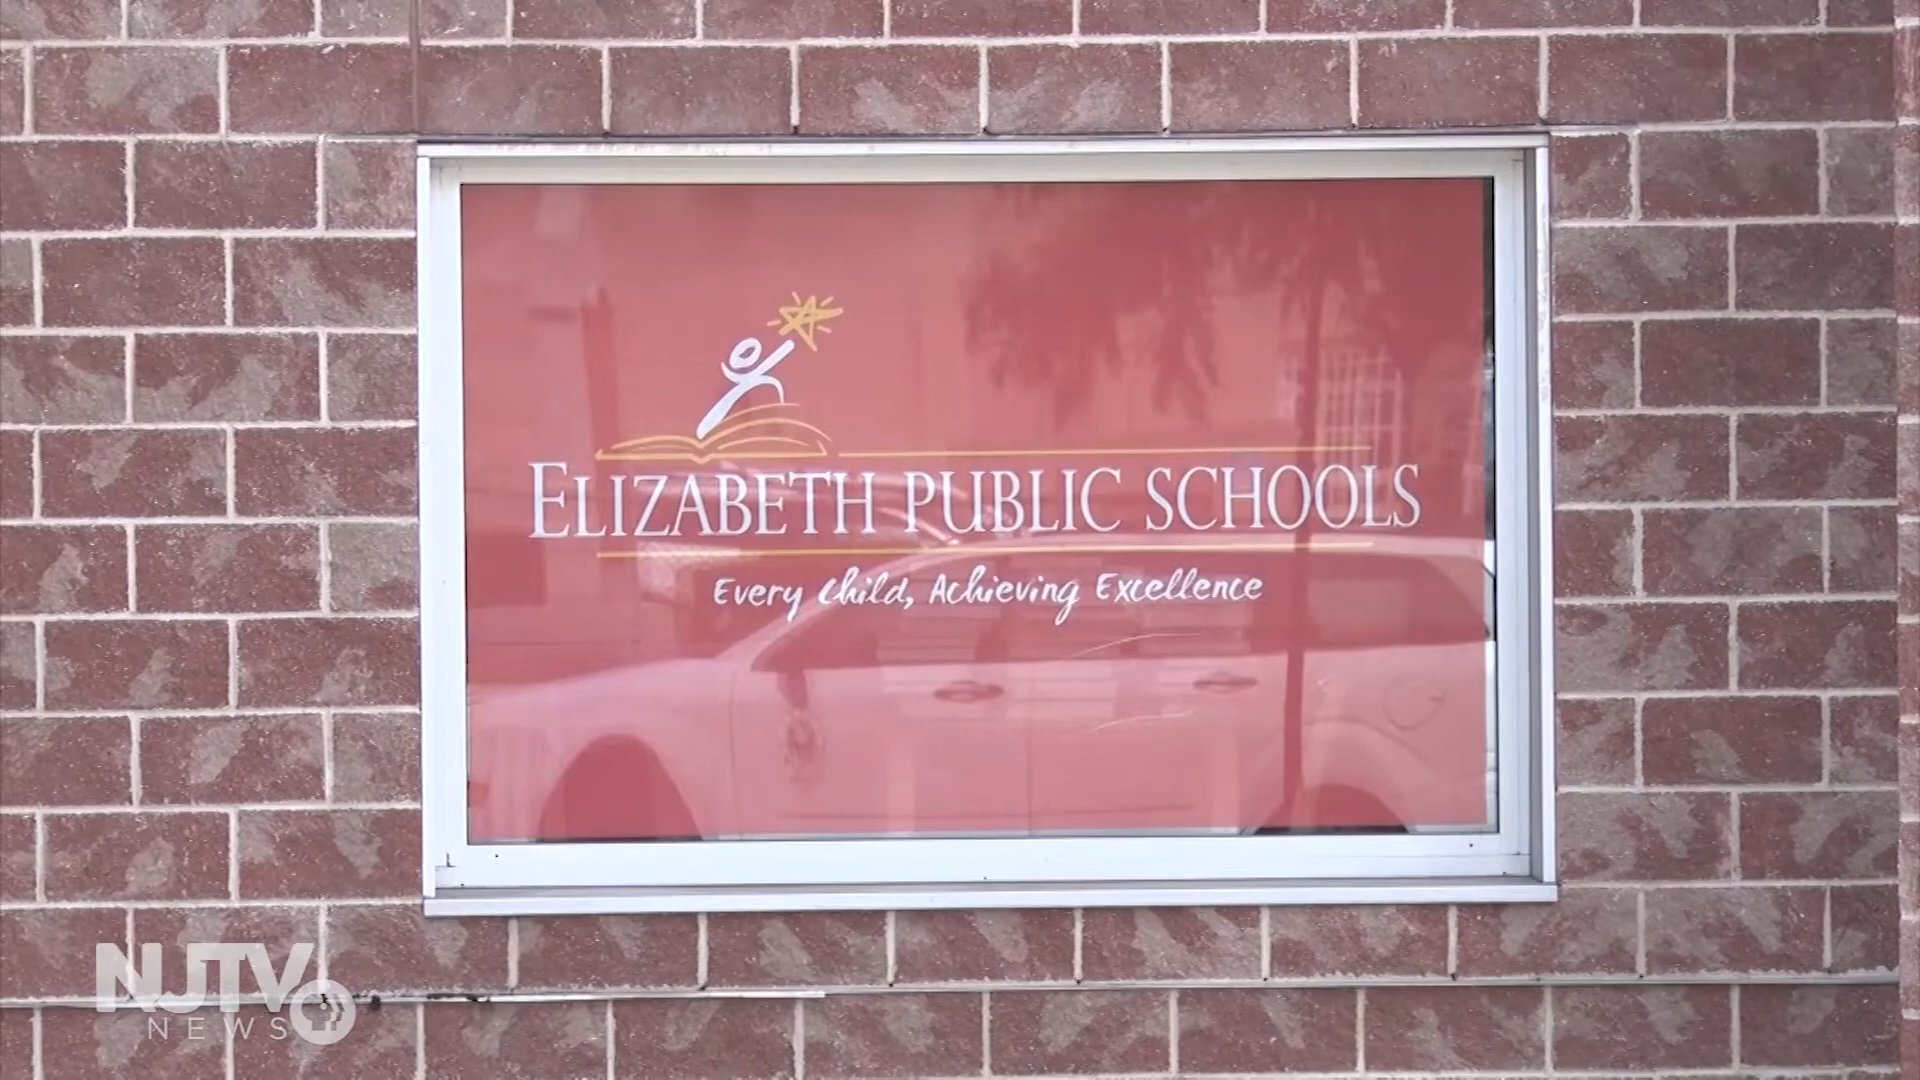 ELIZABETH PUBLIC SCHOOLS
Every Child, Achieving Excellence
NJTV
NEWS